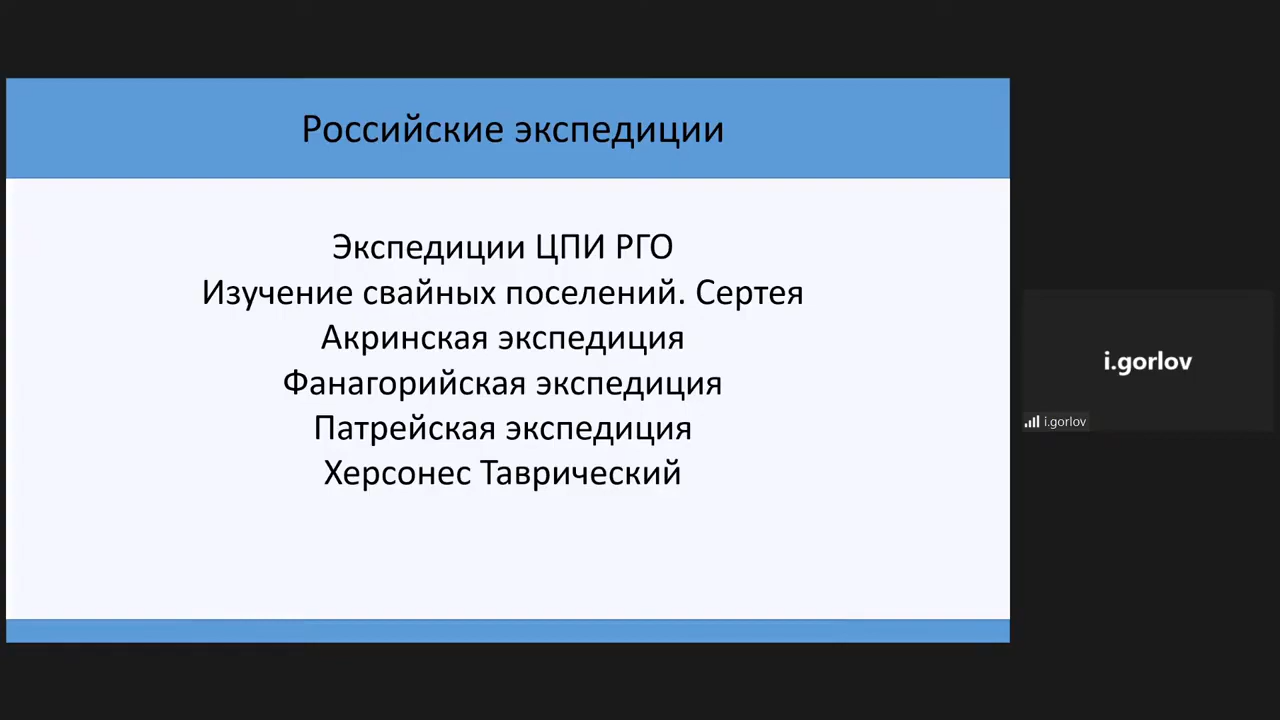 Российские экспедиции
Экспедиции ЦПИ РГО
Изучение свайных поселений. Сертея
Акринская экспедиция
Фанагорийская экспедиция
Патрейская экспедиция
Херсонес Таврический
i.gorlov
i.gorlov